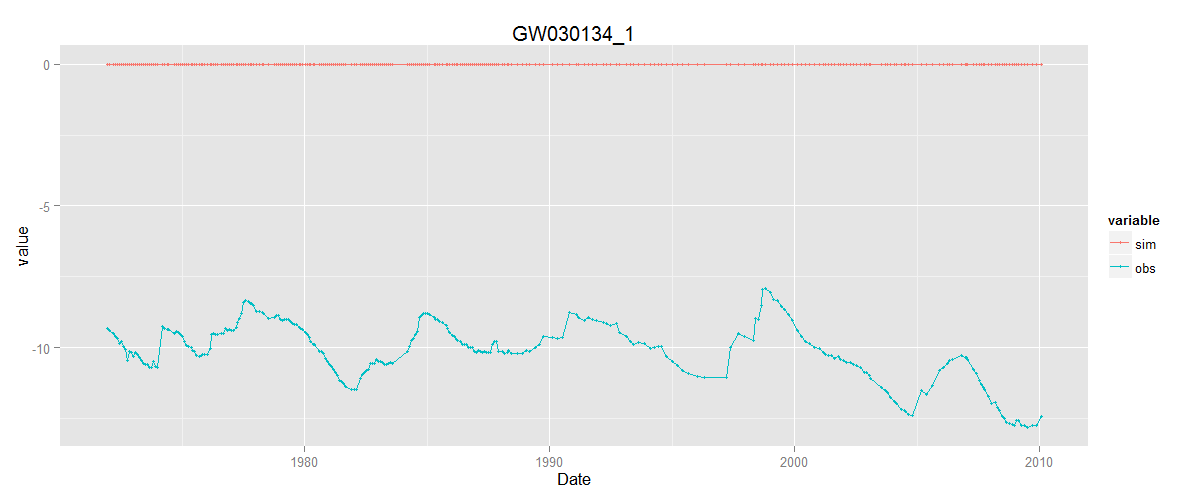 GW030134_1
0
-5
-10
value
1980
1990
2000
2010
Date
variable
sim
obs